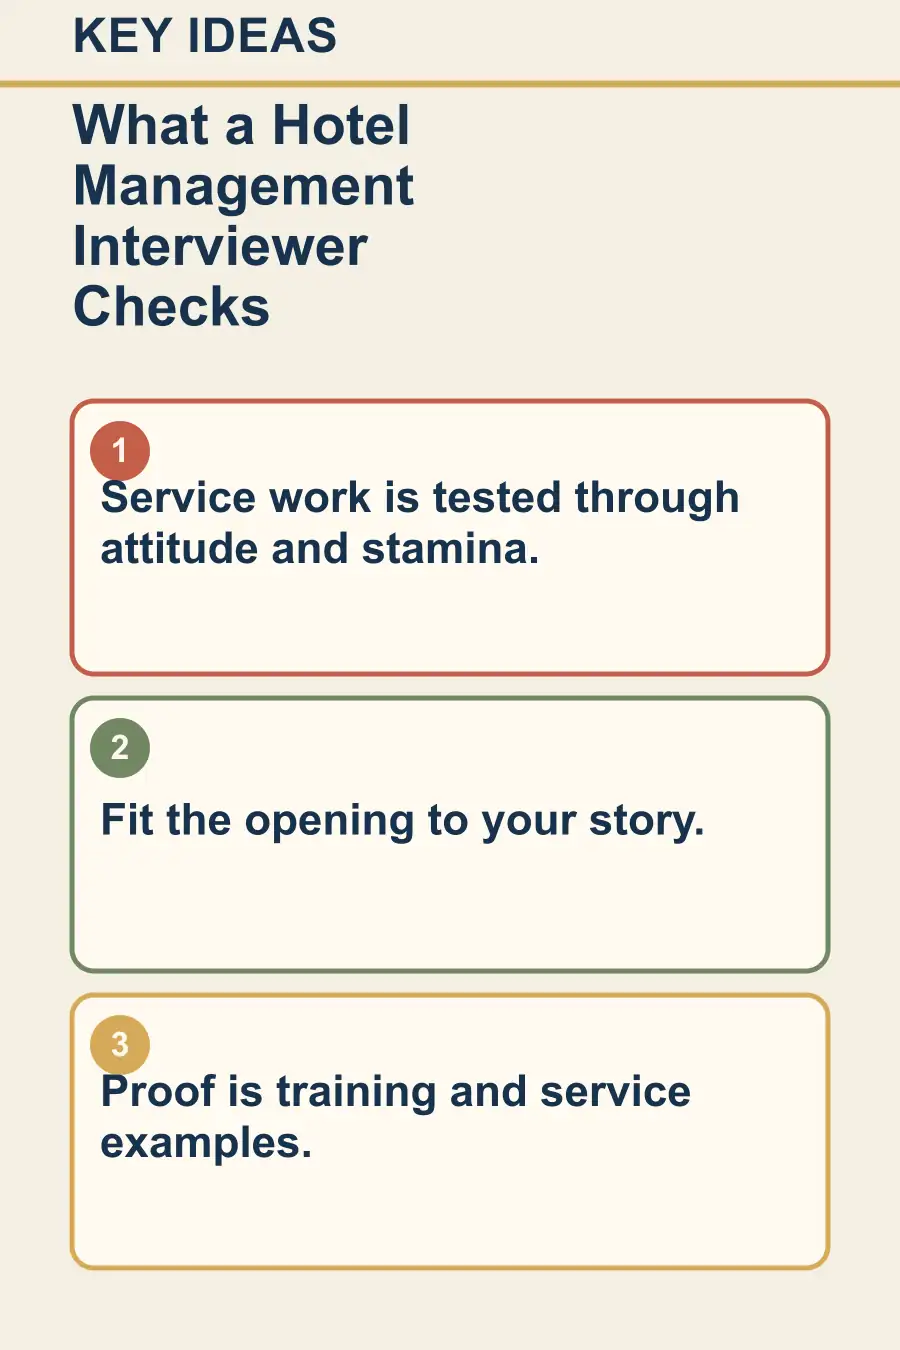 KEY IDEAS
What a Hotel
Management
Interviewer
Checks
1
Service work is tested through
attitude and stamina.
2
Fit the opening to your story.
3
Proof is training and service
examples.